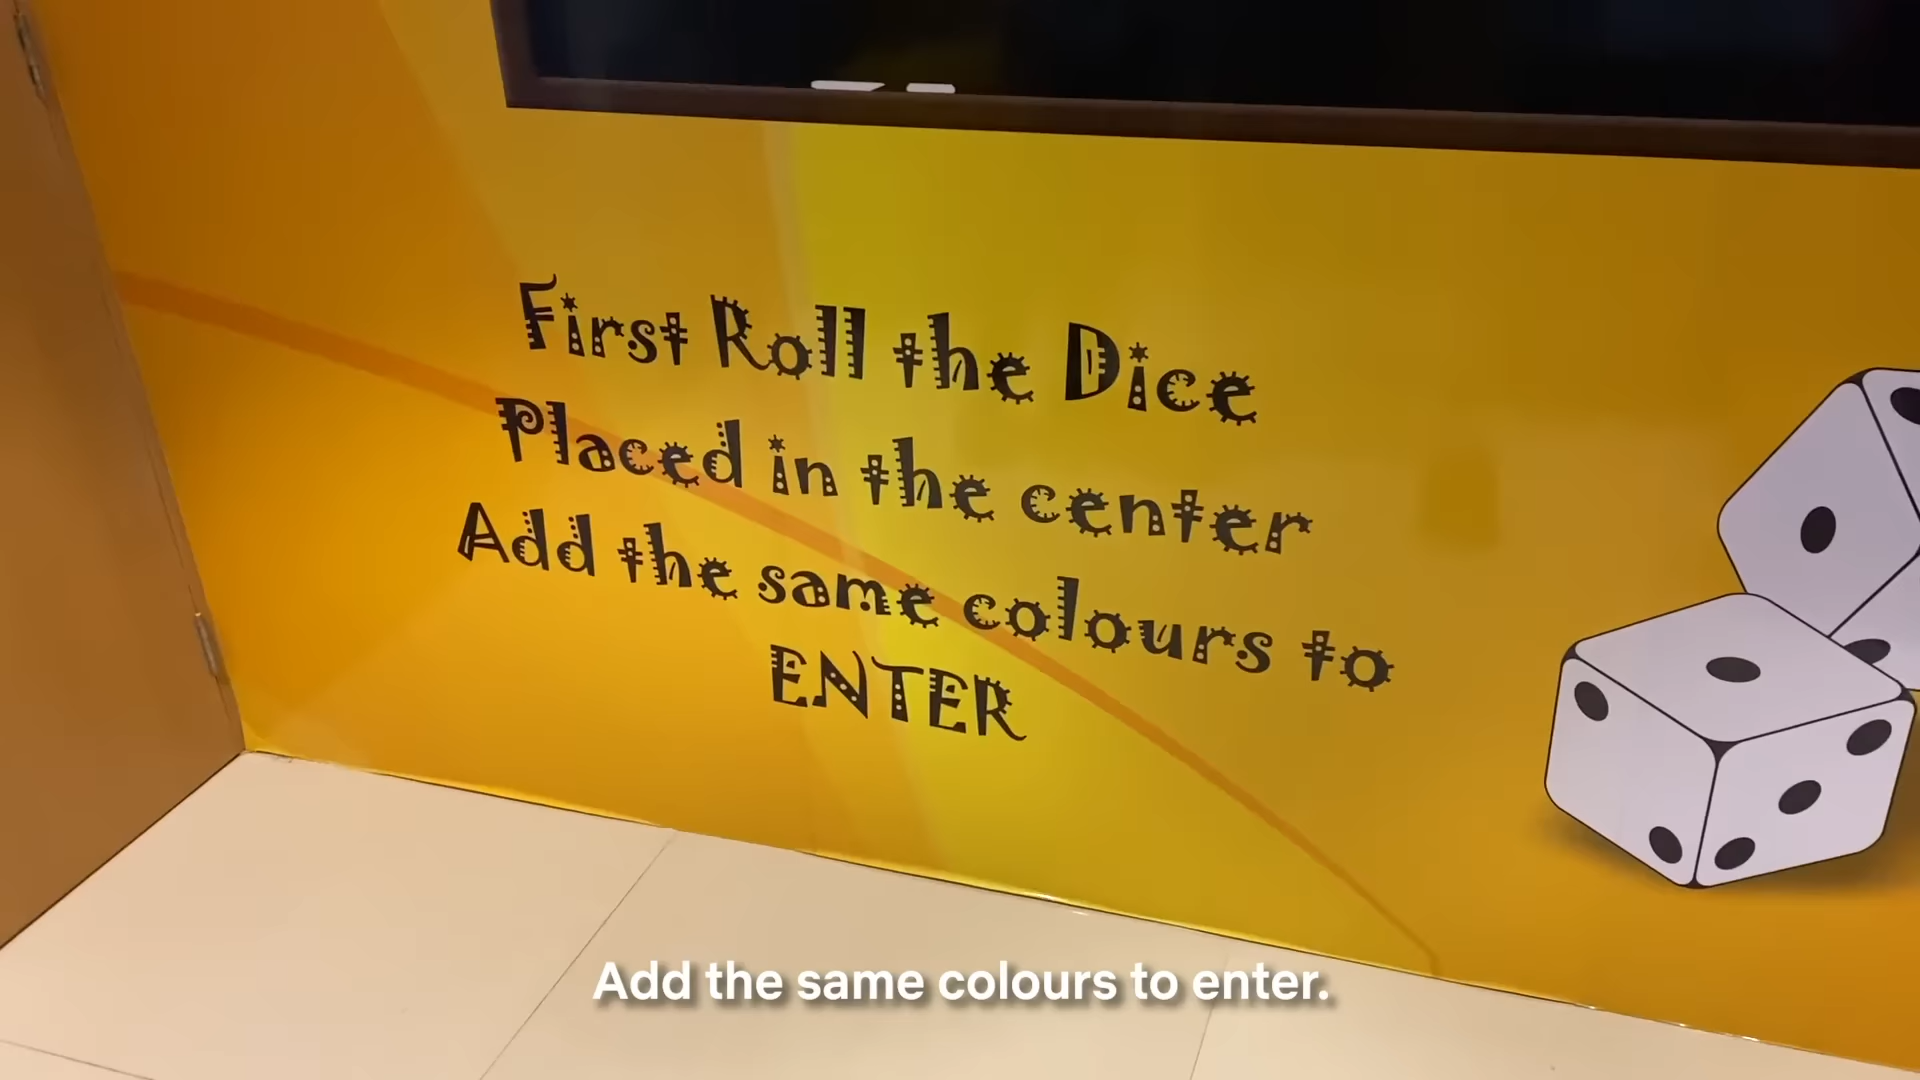 First Roll the Dice
Placed in the center
Add the same colours to
ENTER
Add the same colours to enter.